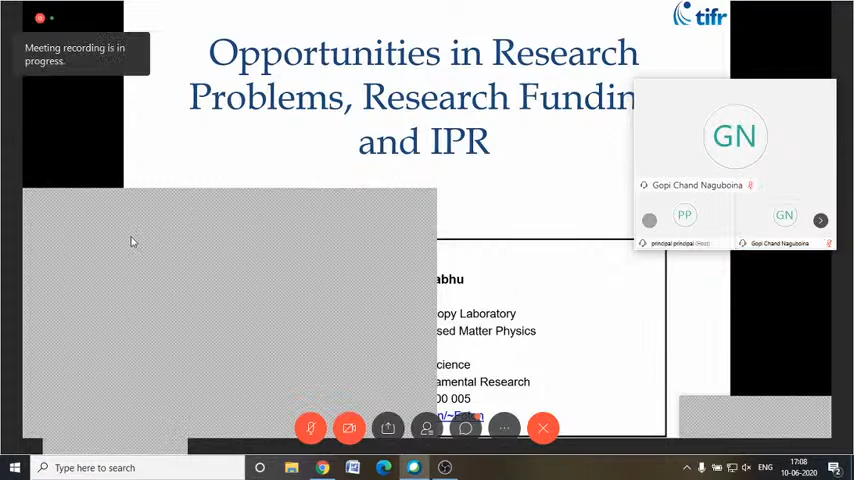 tifr
Meeting recording is in
progress.
Opportunities in Research
Problems, Research Fundin
and IPR
GN
Gopi Chand Naguboina
PP
GN
principal principal (Host)
Gopi Chand Naguboina
abhu
opy Laboratory
sed Matter Physics
cience
amental Research
00 005
Type here to search
ENG
17:08
10-06-2020
2